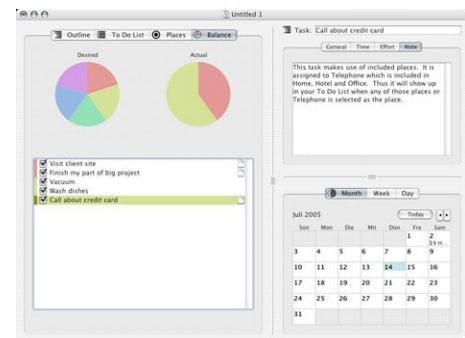 Untitled 1
Outline To Do List Places Balance
Desired Actual
Visit client site
Finish my part of big project
Vacuum
Wash dishes
Call about credit card
Task: Call about credit card
General Time Effort Note
This task makes use of included places. It is
assigned to Telephone which is included in
Home, Hotel and Office. Thus it will show up
in your To Do List when any of those places or
Telephone is selected as the place.
Month Week Day
Juli 2005 Today
Son Mon Die Mit Don Fre Sam
1 2
19 H...
3 4 5 6 7 8 9
10 11 12 13 14 15 16
17 18 19 20 21 22 23
24 25 26 27 28 29 30
31